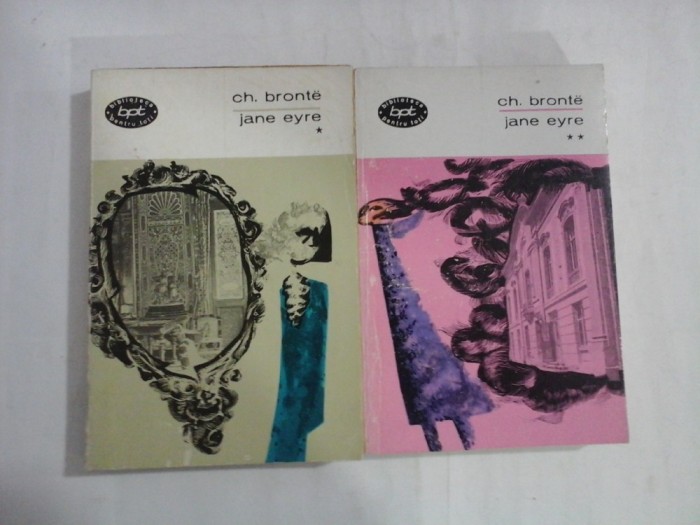 biblioteca
bpt
pentru toți
ch. brontë
jane eyre
*
biblioteca
bpt
pentru toți
ch. brontë
jane eyre
**